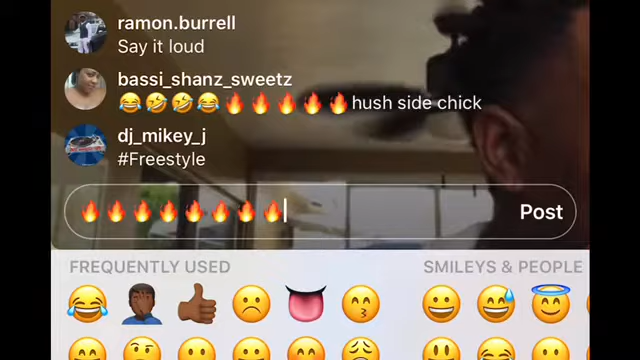 ramon.burrell
Say it loud
bassi_shanz_sweetz
😂🤣🤣😂🔥🔥🔥🔥🔥hush side chick
dj_mikey_j
#Freestyle
🔥🔥🔥🔥🔥🔥🔥🔥 Post
FREQUENTLY USED SMILEYS & PEOPLE